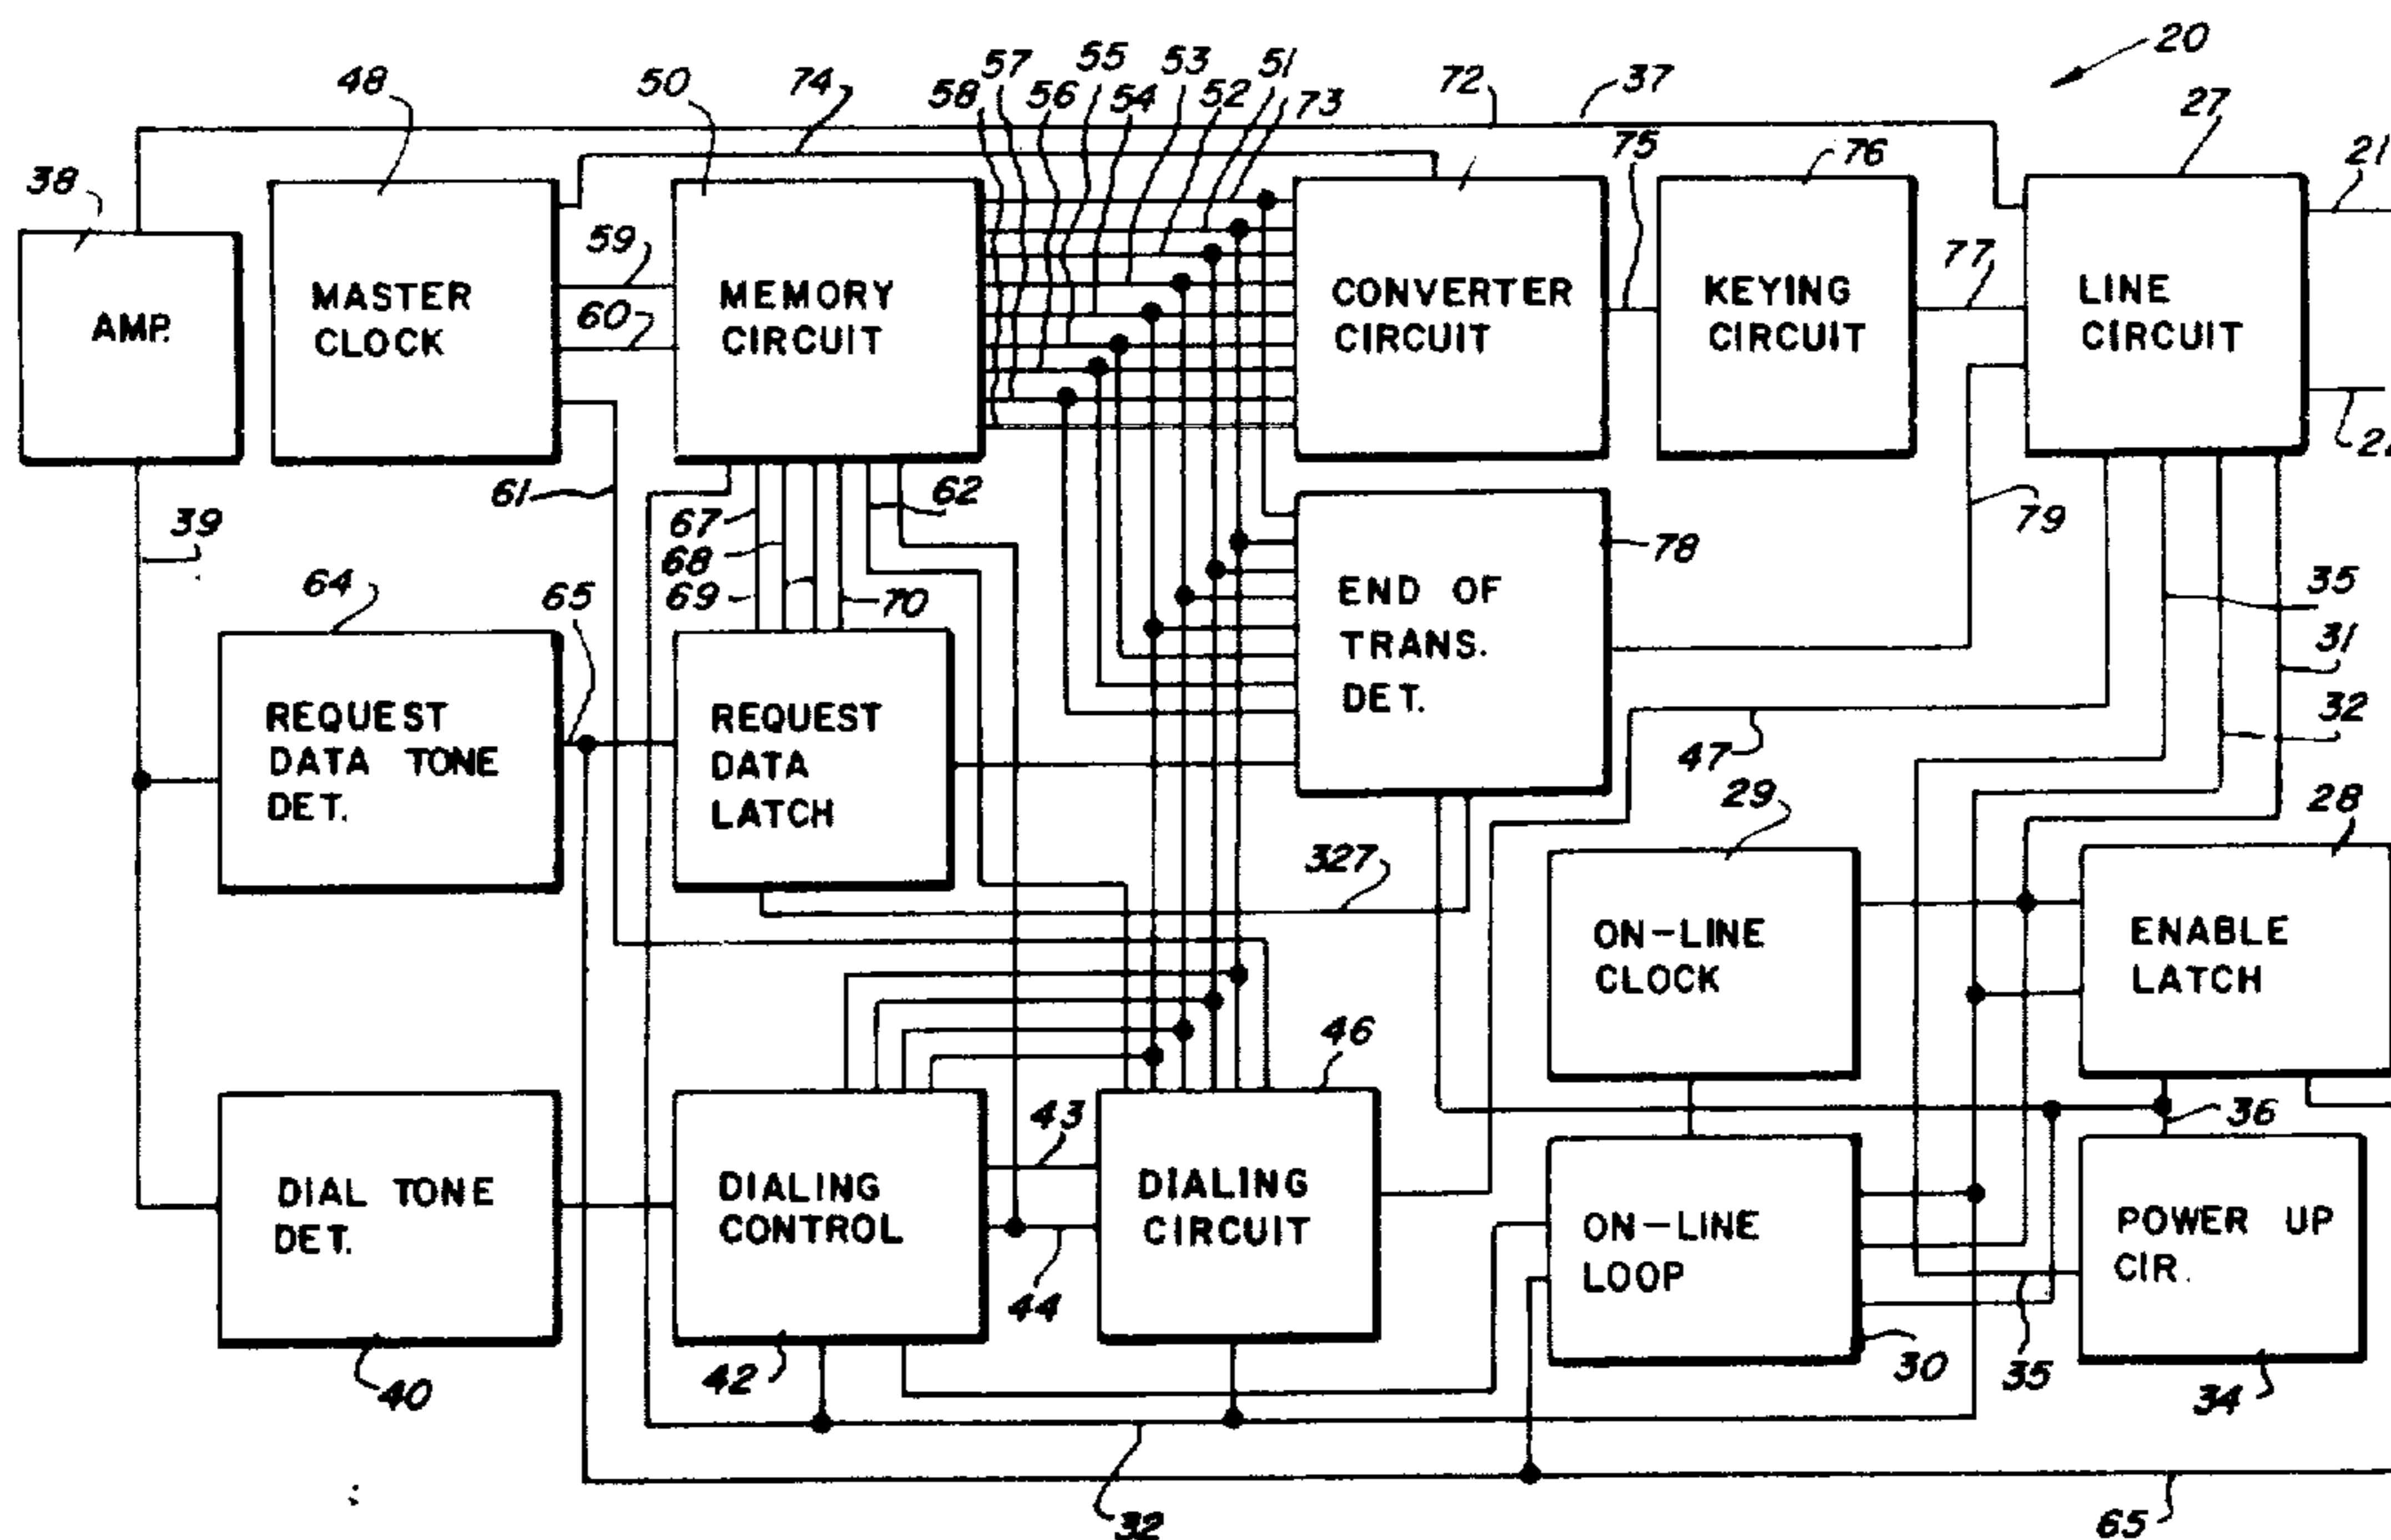 20
48
50
74
58
57
56
55
54
53
52
51
73
72
37
75
76
27
21
38
59
60
77
AMP.
MASTER
CLOCK
MEMORY
CIRCUIT
CONVERTER
CIRCUIT
KEYING
CIRCUIT
LINE
CIRCUIT
61
67
62
68
69
70
39
64
65
78
79
35
31
32
47
REQUEST
DATA TONE
DET.
REQUEST
DATA
LATCH
END OF
TRANS.
DET.
327
29
28
ON-LINE
CLOCK
ENABLE
LATCH
46
43
44
36
DIAL TONE
DET.
DIALING
CONTROL
DIALING
CIRCUIT
ON-LINE
LOOP
POWER UP
CIR.
40
42
30
35
34
32
65